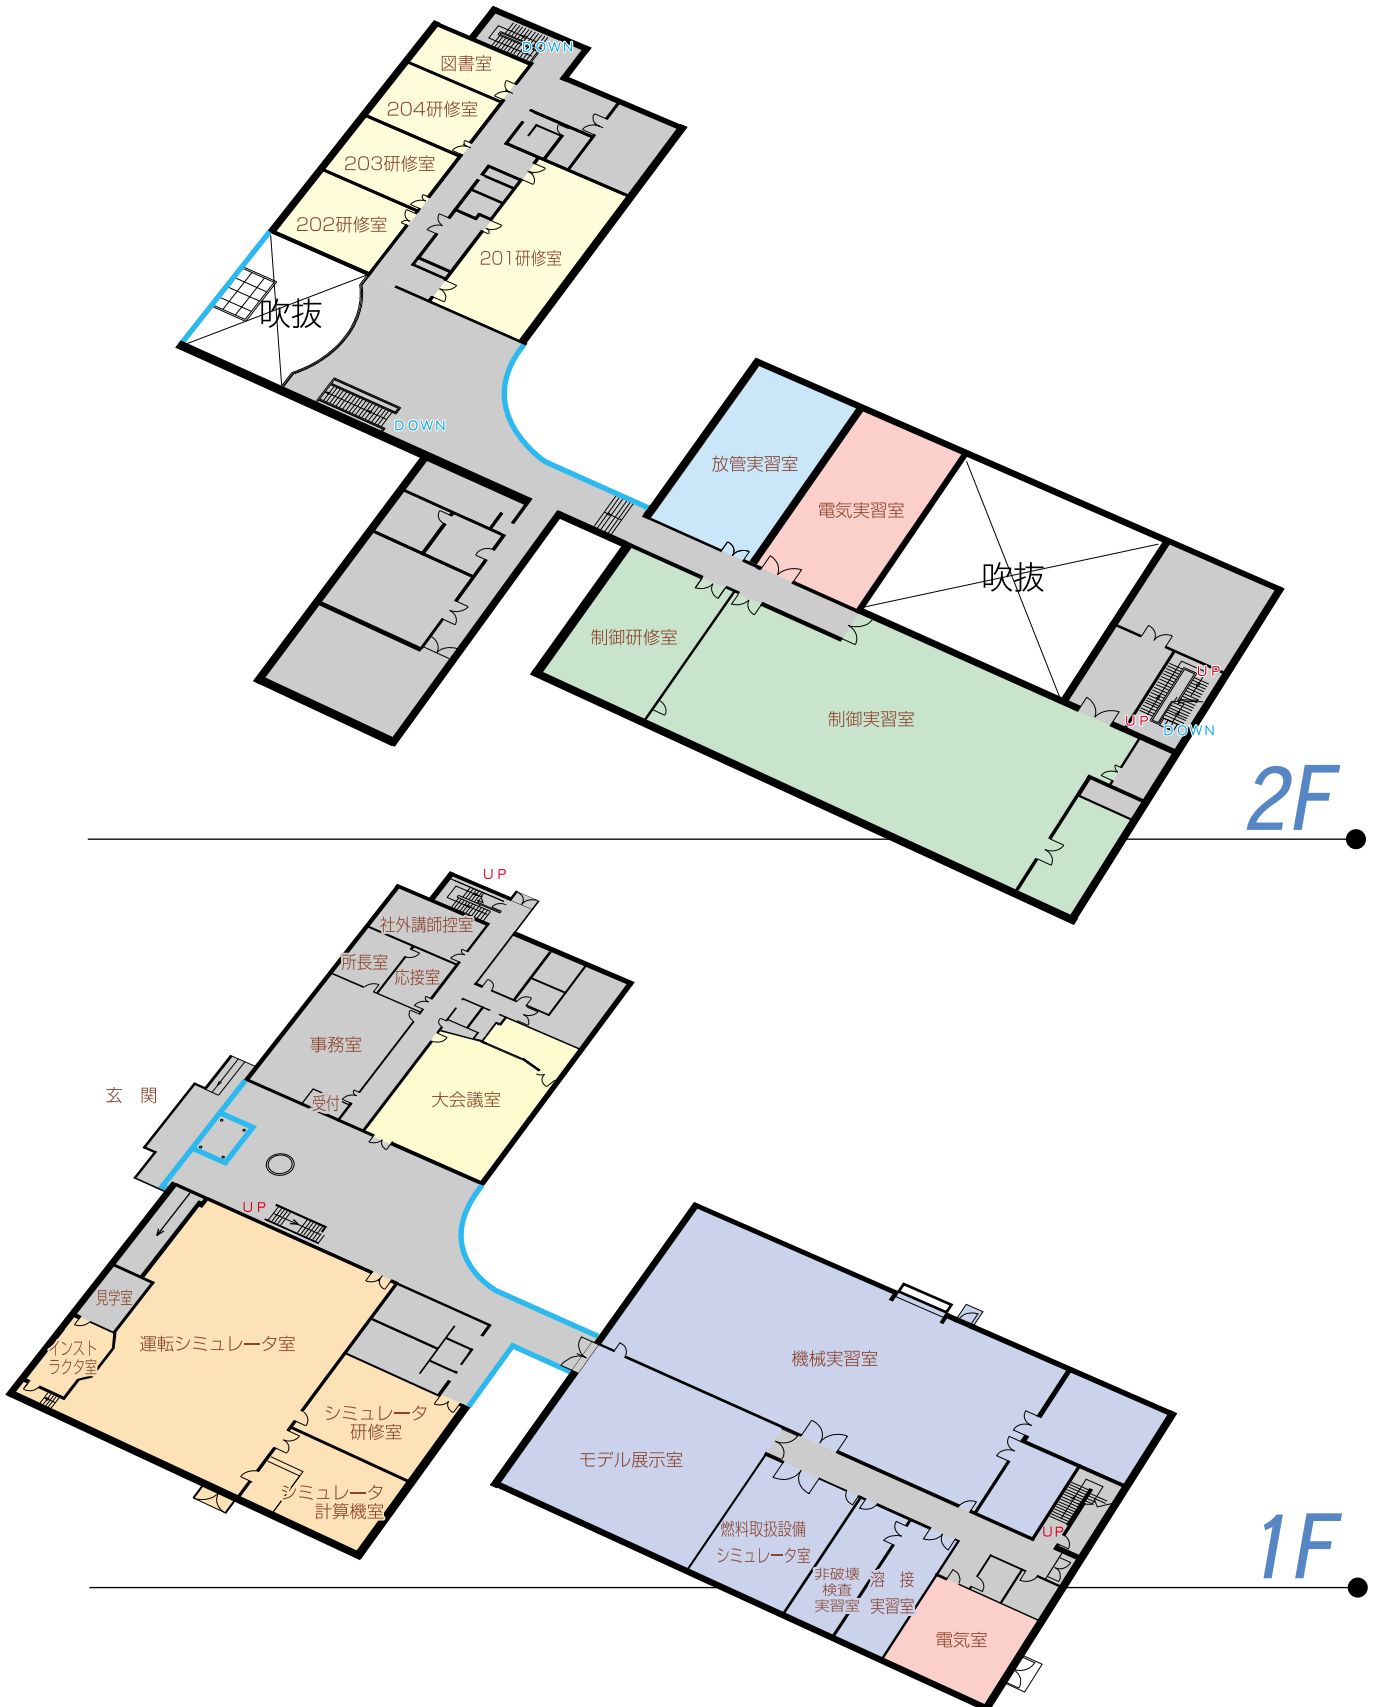 DOWN
図書室
204研修室
203研修室
202研修室
201研修室
吹抜
DOWN
放管実習室
電気実習室
吹抜
制御研修室
制御実習室
UP
UP
DOWN
2F
UP
社外講師控室
所長室
応接室
事務室
玄 関
受付
大会議室
UP
見学室
運転シミュレータ室
インスト
ラクタ室
シミュレータ
研修室
シミュレータ
計算機室
機械実習室
モデル展示室
燃料取扱設備
シミュレータ室
非破壊
検査
実習室
溶 接
実習室
UP
電気室
1F